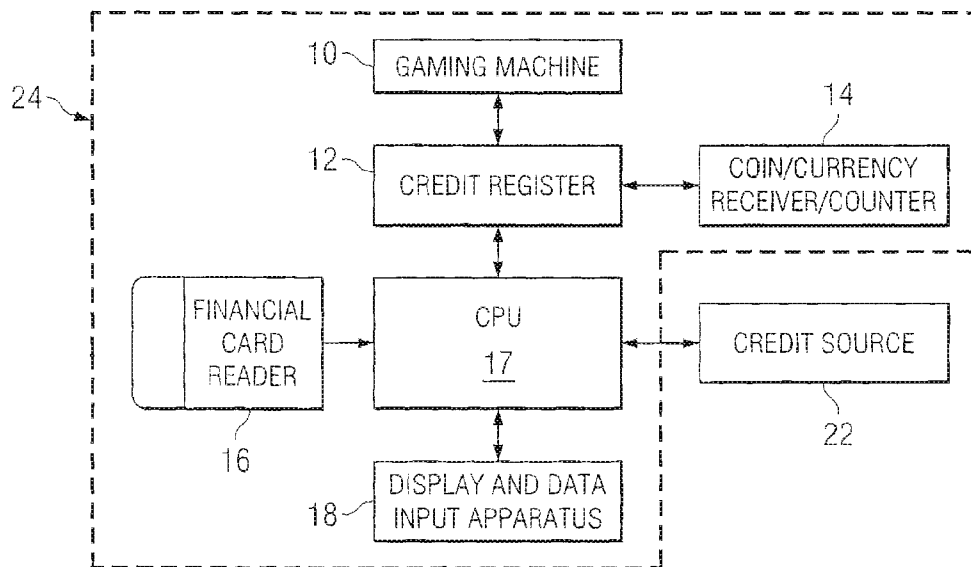 10
GAMING MACHINE
24
14
12
CREDIT REGISTER
COIN/CURRENCY
RECEIVER/COUNTER
FINANCIAL
CARD
READER
CPU
17
CREDIT SOURCE
16
22
18
DISPLAY AND DATA
INPUT APPARATUS